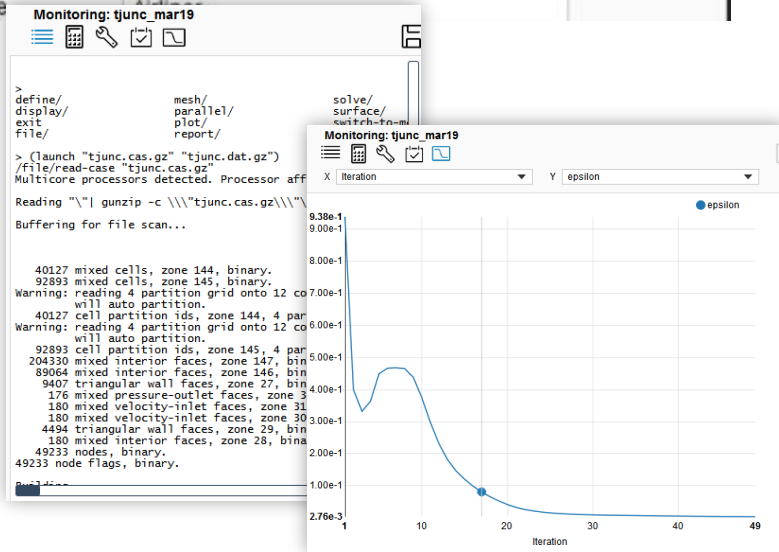 Monitoring: tjunc_mar19
>
define/ mesh/ solve/
display/ parallel/ surface/
exit plot/
file/ report/
> (launch "tjunc.cas.gz" "tjunc.dat.gz")
/file/read-case "tjunc.cas.gz"
Multicore processors detected. Processor aff
Reading "\"| gunzip -c \\\"tjunc.cas.gz\\\"\
Buffering for file scan...
40127 mixed cells, zone 144, binary.
92893 mixed cells, zone 145, binary.
Warning: reading 4 partition grid onto 12 co
will auto partition.
40127 cell partition ids, zone 144, 4 par
Warning: reading 4 partition grid onto 12 co
will auto partition.
92893 cell partition ids, zone 145, 4 par
204330 mixed interior faces, zone 147, bin
89064 mixed interior faces, zone 146, bin
9407 triangular wall faces, zone 27, bin
176 mixed pressure-outlet faces, zone 3
180 mixed velocity-inlet faces, zone 31
180 mixed velocity-inlet faces, zone 30
4494 triangular wall faces, zone 29, bin
180 mixed interior faces, zone 28, bina
49233 nodes, binary.
49233 node flags, binary.
Monitoring: tjunc_mar19
X Iteration Y epsilon
epsilon
9.38e-1
9.00e-1
8.00e-1
7.00e-1
6.00e-1
5.00e-1
4.00e-1
3.00e-1
2.00e-1
1.00e-1
2.76e-3
1 10 20 30 40 49
Iteration